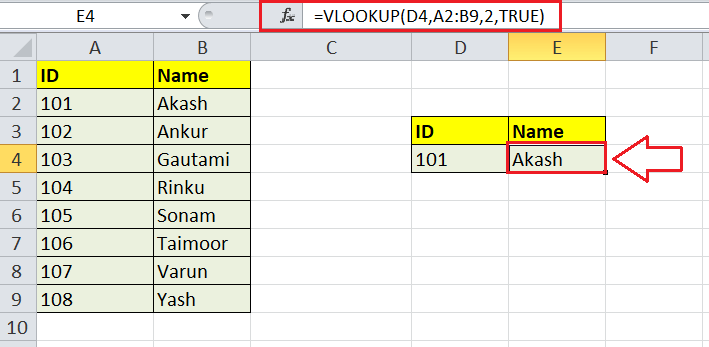 E4 fx =VLOOKUP(D4,A2:B9,2,TRUE)
A B C D E F
1 ID Name
2 101 Akash
3 102 Ankur ID Name
4 103 Gautami 101 Akash
5 104 Rinku
6 105 Sonam
7 106 Taimoor
8 107 Varun
9 108 Yash
10